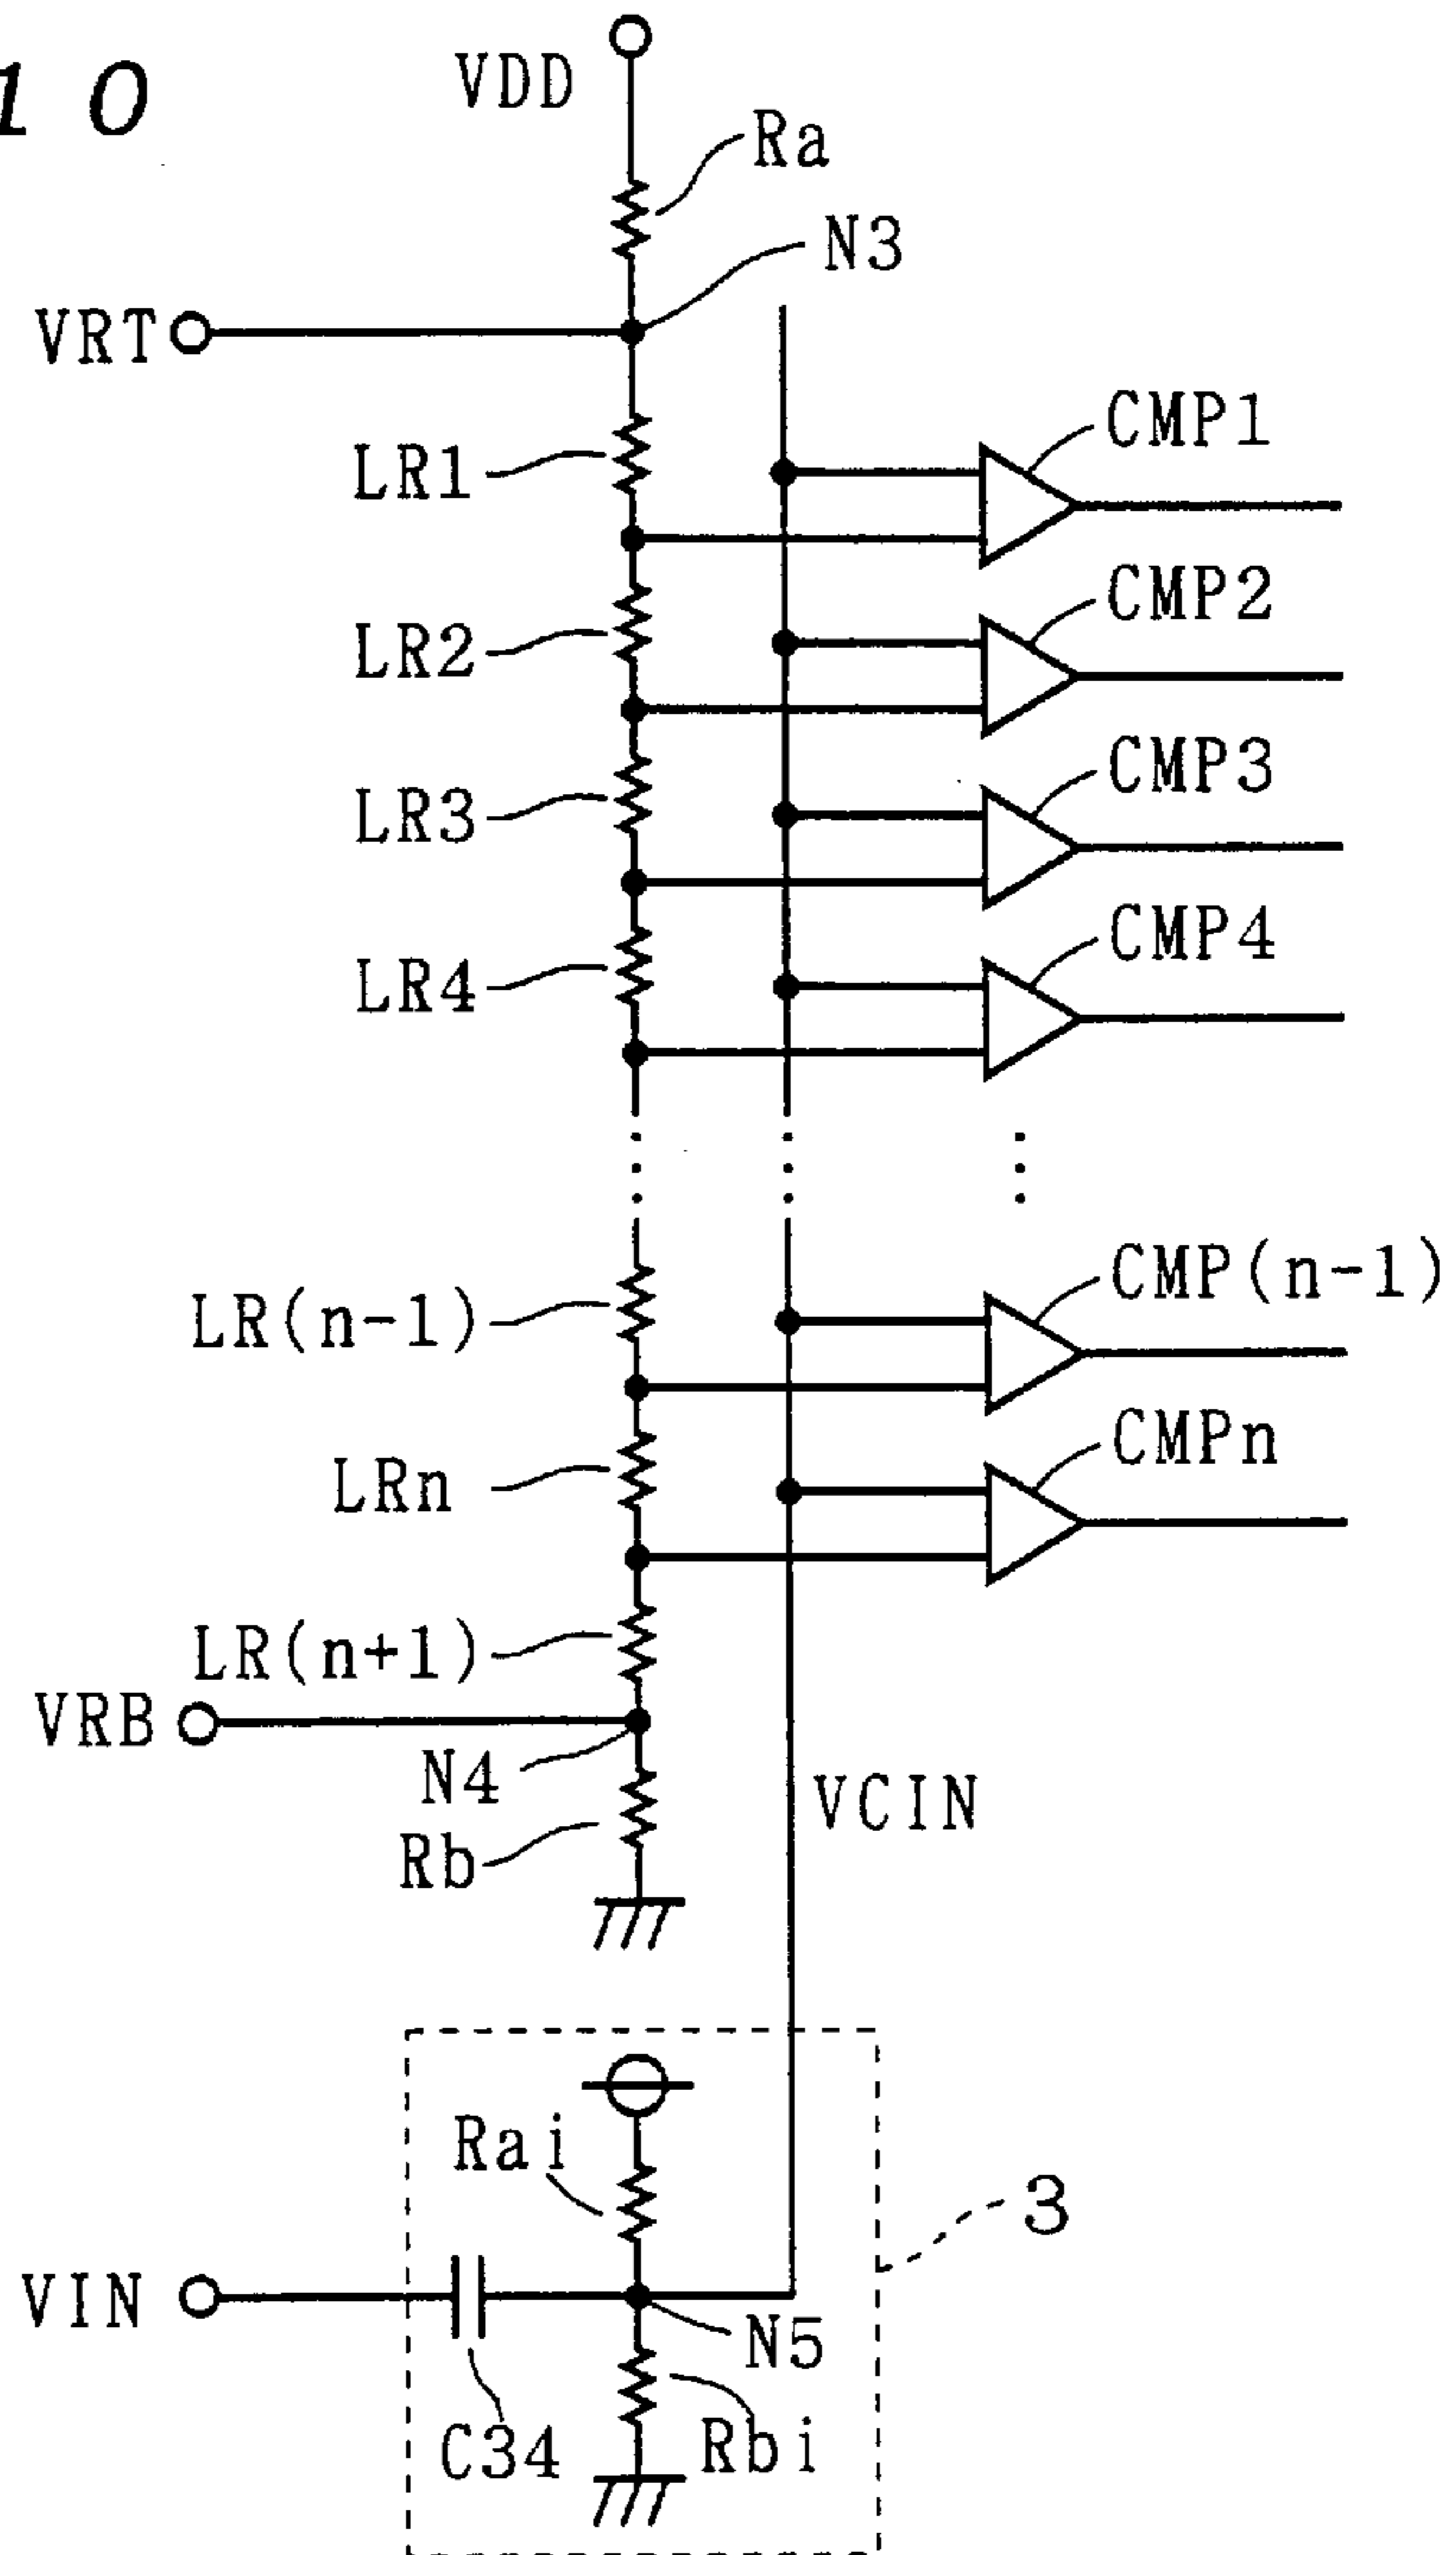 10
VDD
Ra
N3
VRT
CMP1
LR1
CMP2
LR2
CMP3
LR3
CMP4
LR4
CMP(n-1)
LR(n-1)
CMPn
LRn
LR(n+1)
VRB
N4
VCIN
Rb
Rai
3
VIN
N5
C34
Rbi